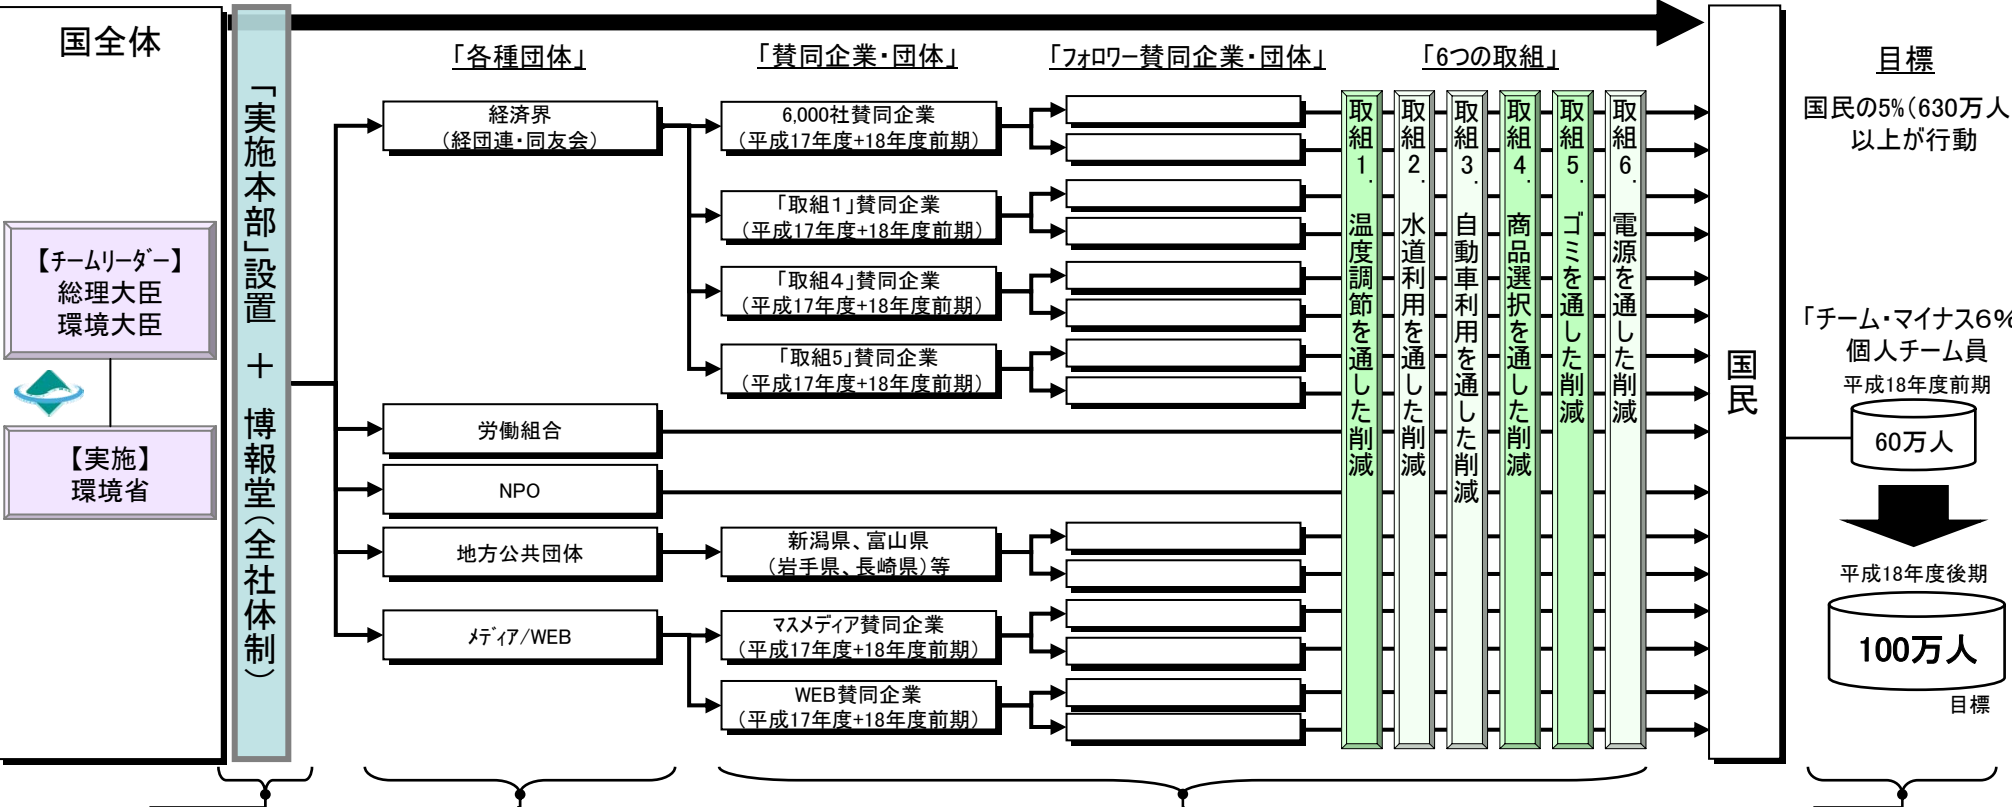 国全体
【チームリーダー】
総理大臣
環境大臣
【実施】
環境省
「実施本部」設置 ＋ 博報堂（全社体制）
「各種団体」
経済界
（経団連・同友会）
労働組合
NPO
地方公共団体
メディア/WEB
「賛同企業・団体」
6,000社賛同企業
（平成17年度+18年度前期）
「取組１」賛同企業
（平成17年度+18年度前期）
「取組４」賛同企業
（平成17年度+18年度前期）
「取組5」賛同企業
（平成17年度+18年度前期）
新潟県、富山県
（岩手県、長崎県）等
マスメディア賛同企業
（平成17年度+18年度前期）
WEB賛同企業
（平成17年度+18年度前期）
「フォロワー賛同企業・団体」
「6つの取組」
取組1．温度調節を通した削減
取組2．水道利用を通した削減
取組3．自動車利用を通した削減
取組4．商品選択を通した削減
取組5．ゴミを通した削減
取組6．電源を通した削減
国民
目標
国民の5%（630万人
以上が行動
「チーム・マイナス６％
個人チーム員
平成18年度前期
60万人
平成18年度後期
100万人
目標